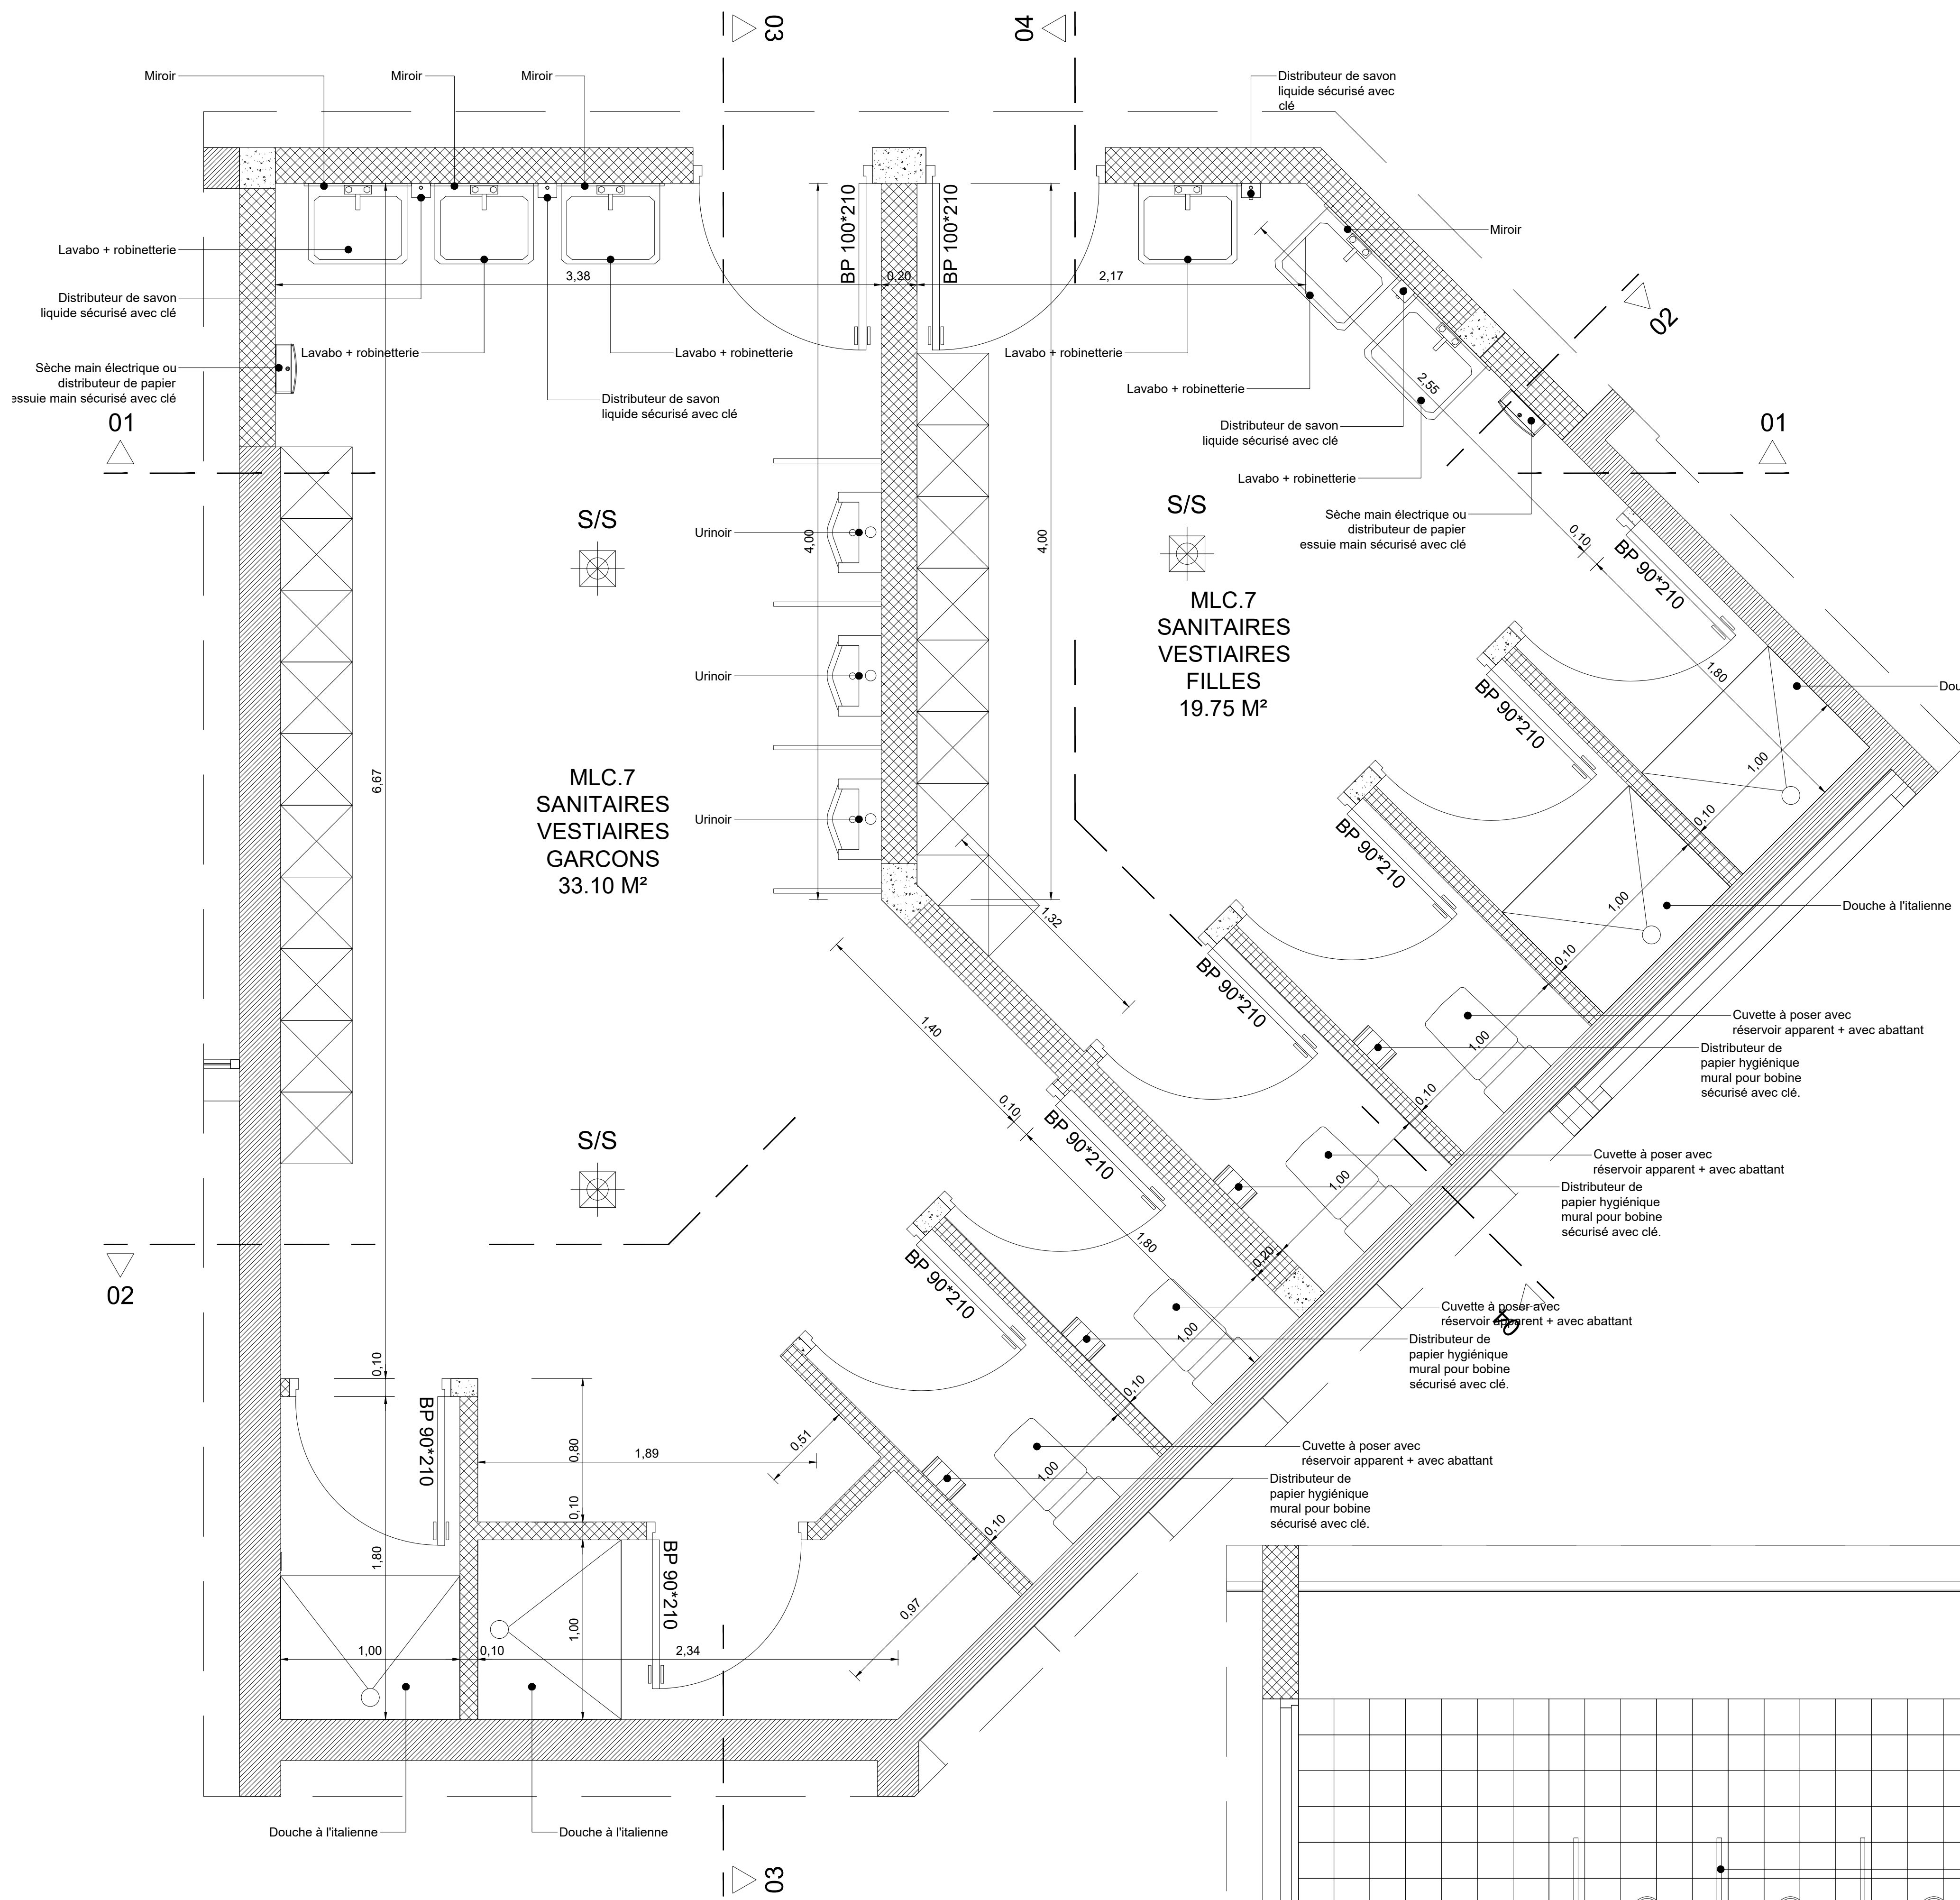 03
04
Miroir
Miroir
Miroir
Distributeur de savon
liquide sécurisé avec
clé
BP 100*210
BP 100*210
Lavabo + robinetterie
Miroir
3,38
0,20
2,17
Distributeur de savon
liquide sécurisé avec clé
02
Lavabo + robinetterie
Lavabo + robinetterie
Lavabo + robinetterie
Sèche main électrique ou
distributeur de papier
essuie main sécurisé avec clé
Lavabo + robinetterie
2,55
Distributeur de savon
liquide sécurisé avec clé
01
Distributeur de savon
liquide sécurisé avec clé
01
Lavabo + robinetterie
S/S
S/S
Sèche main électrique ou
distributeur de papier
essuie main sécurisé avec clé
Urinoir
4,00
4,00
0,10
BP 90*210
MLC.7
SANITAIRES
VESTIAIRES
FILLES
19.75 M²
Urinoir
1,80
BP 90*210
6,67
MLC.7
SANITAIRES
VESTIAIRES
GARCONS
33.10 M²
1,00
Urinoir
0,10
BP 90*210
1,32
1,00
Douche à l'italienne
0,10
BP 90*210
1,40
Cuvette à poser avec
réservoir apparent + avec abattant
1,00
Distributeur de
papier hygiénique
mural pour bobine
sécurisé avec clé.
0,10
0,10
BP 90*210
S/S
Cuvette à poser avec
réservoir apparent + avec abattant
1,00
Distributeur de
papier hygiénique
mural pour bobine
sécurisé avec clé.
1,80
0,20
BP 90*210
02
Cuvette à poser avec
réservoir apparent + avec abattant
04
1,00
Distributeur de
papier hygiénique
mural pour bobine
sécurisé avec clé.
0,10
0,10
BP 90*210
0,51
0,80
1,89
Cuvette à poser avec
réservoir apparent + avec abattant
1,00
Distributeur de
papier hygiénique
mural pour bobine
sécurisé avec clé.
0,10
0,10
1,80
BP 90*210
0,97
1,00
1,00
0,10
2,34
Douche à l'italienne
Douche à l'italienne
03